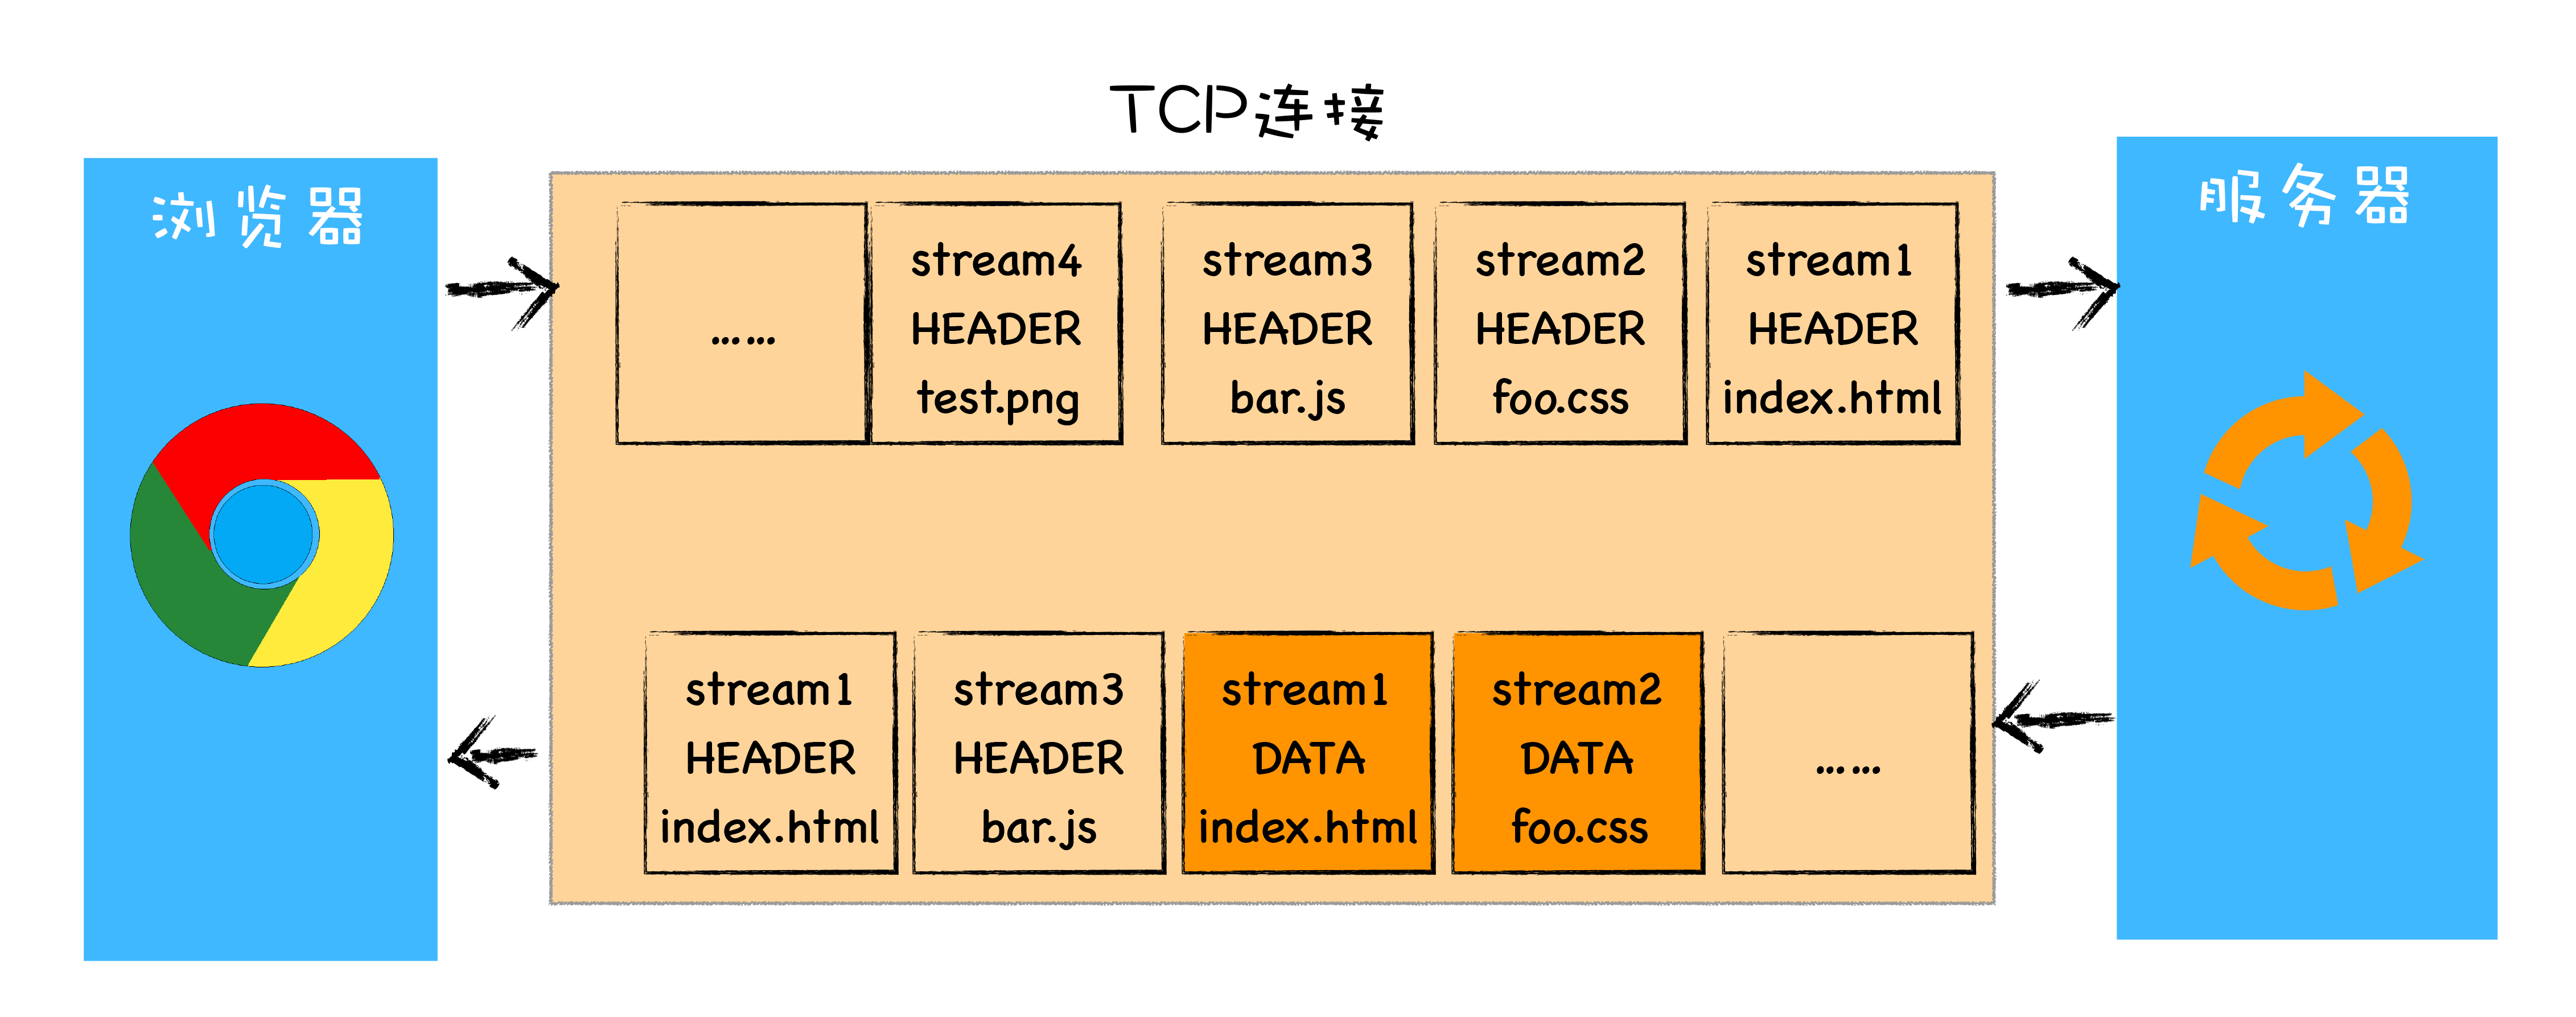 TCP连接
浏览器
服务器
……
stream4
HEADER
test.png
stream3
HEADER
bar.js
stream2
HEADER
foo.css
stream1
HEADER
index.html
stream1
HEADER
index.html
stream3
HEADER
bar.js
stream1
DATA
index.html
stream2
DATA
foo.css
……